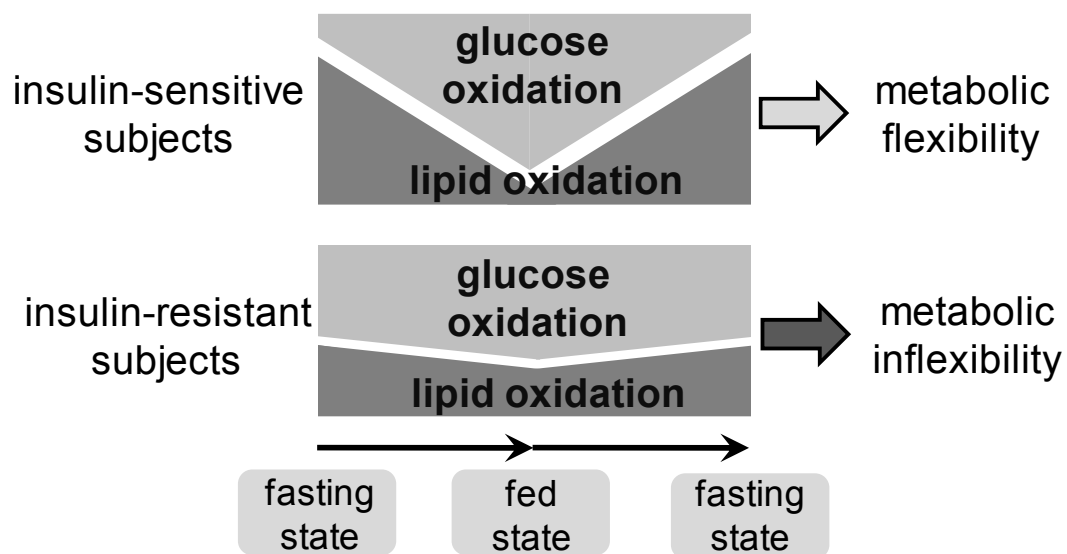 insulin-sensitive
subjects
glucose
oxidation
lipid oxidation
metabolic
flexibility
insulin-resistant
subjects
glucose
oxidation
lipid oxidation
metabolic
inflexibility
fasting
state
fed
state
fasting
state